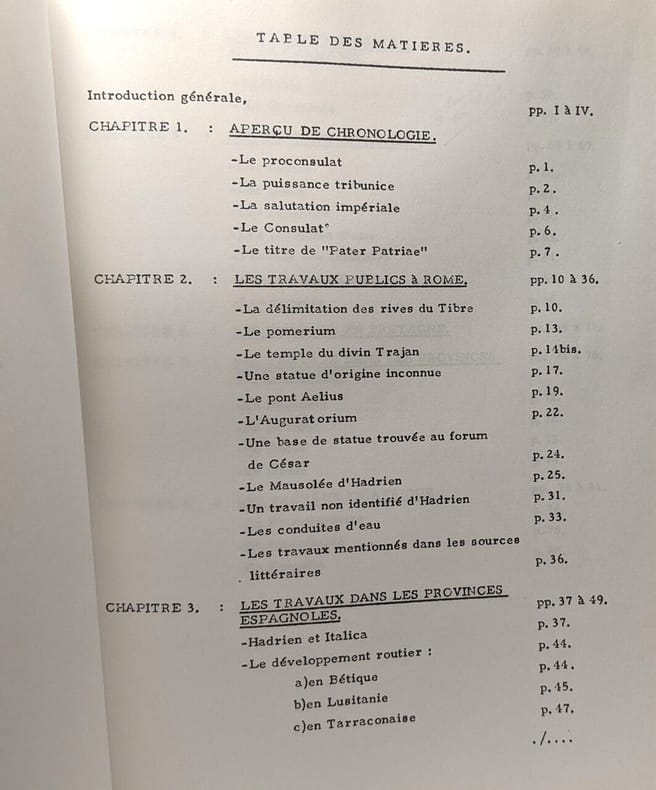 TABLE DES MATIERES.
Introduction générale, pp. I à IV.
CHAPITRE 1. : APERÇU DE CHRONOLOGIE.
-Le proconsulat p. 1.
-La puissance tribunice p. 2.
-La salutation impériale p. 4.
-Le Consulat p. 6.
-Le titre de "Pater Patriae" p. 7.
CHAPITRE 2. : LES TRAVAUX PUBLICS à ROME. pp. 10 à 36.
-La délimitation des rives du Tibre p. 10.
-Le pomerium p. 13.
-Le temple du divin Trajan p. 14bis.
-Une statue d'origine inconnue p. 17.
-Le pont Aelius p. 19.
-L'Augurat orium p. 22.
-Une base de statue trouvée au forum
de César p. 24.
-Le Mausolée d'Hadrien p. 25.
-Un travail non identifié d'Hadrien p. 31.
-Les conduites d'eau p. 33.
-Les travaux mentionnés dans les sources
. littéraires p. 36.
CHAPITRE 3. : LES TRAVAUX DANS LES PROVINCES
ESPAGNOLES. pp. 37 à 49.
-Hadrien et Italica p. 37.
-Le développement routier : p. 44.
a)en Bétique p. 44.
b)en Lusitanie p. 45.
c)en Tarraconaise p. 47.
./....